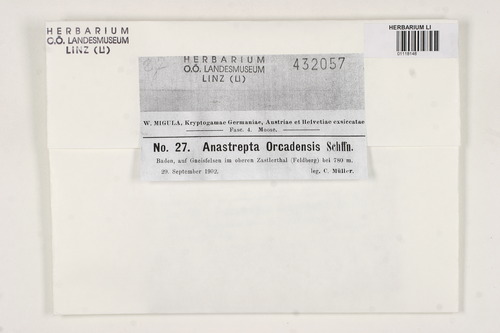 HERBARIUM
O.Ö. LANDESMUSEUM
LINZ (LI)
HERBARIUM LI
HERBARIUM
O.Ö. LANDESMUSEUM
LINZ (LI)
432057
W. MIGULA, Kryptogamae Germaniae, Austriae et Helvetiae exsiccatae
Fasc. 4. Musae.
No. 27. Anastrepta Orcadensis Schffn.
Baden, auf Gneisfelsen im oberen Zastlerthal (Feldberg) bei 780 m.
29. September 1902. leg. C. Müller.